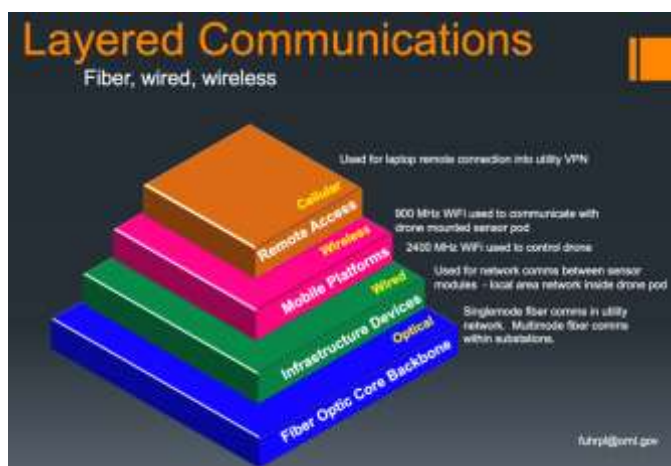 Layered Communications
Fiber, wired, wireless
Used for laptop remote connection into utility VPN
Cellular
Remote Access
900 MHz WiFi used to communicate with
drone mounted sensor pod
Wireless
Mobile Platforms
2400 MHz WiFi used to control drone
Used for network comms between sensor
modules - local area network inside drone pod
Wired
Infrastructure Devices
Singlemode fiber comms in utility
network. Multimode fiber comms
within substations.
Optical
Fiber Optic Core Backbone
fuhrpl@ornl.gov